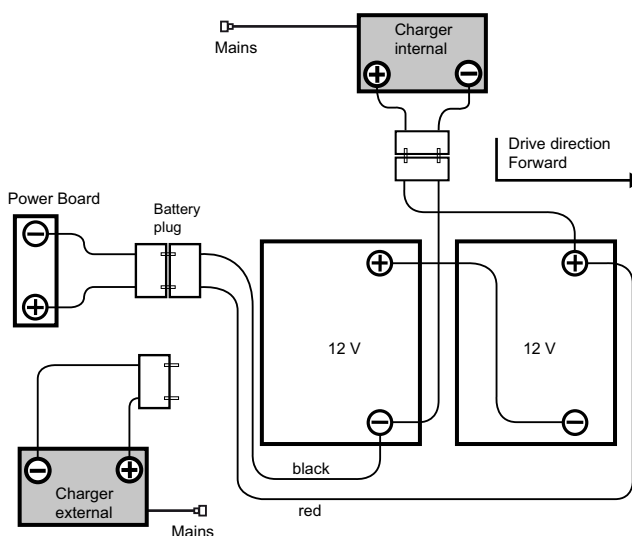 Charger
internal
+
−
Mains
Drive direction
Forward
Power Board
−
+
Battery
plug
+
+
12 V
12 V
−
−
black
red
−
+
Charger
external
Mains